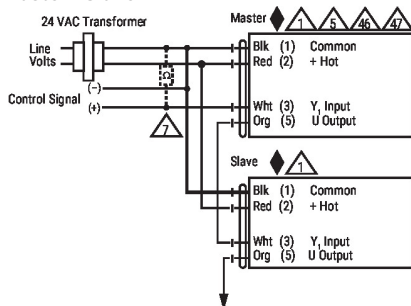 24 VAC Transformer
Line
Volts
Control Signal
(–)
(+)
Ω
7
Master 1 5 46 47
Blk (1) Common
Red (2) + Hot
Wht (3) Y₁ Input
Org (5) U Output
Slave 1
Blk (1) Common
Red (2) + Hot
Wht (3) Y₁ Input
Org (5) U Output